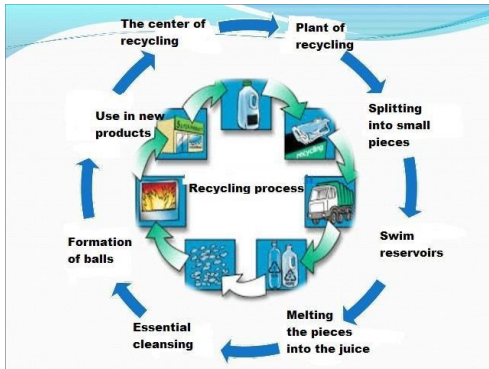 The center of
recycling
Plant of
recycling
Splitting
into small
pieces
Swim
reservoirs
Melting
the pieces
into the juice
Essential
cleansing
Formation
of balls
Use in new
products
Recycling process
recycling